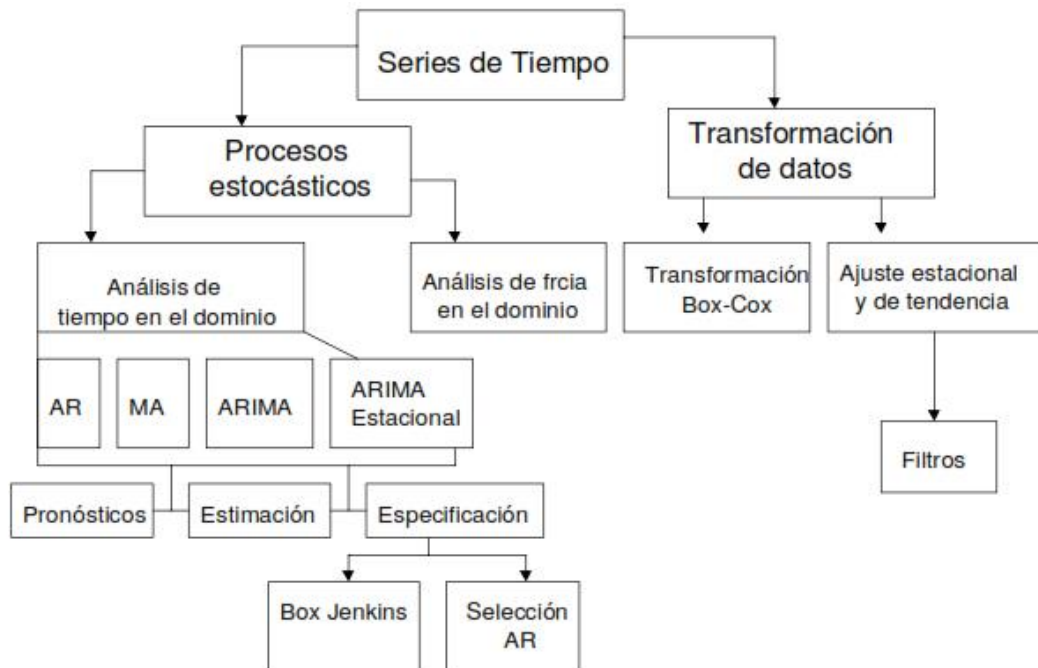 Series de Tiempo
Procesos
estocásticos
Transformación
de datos
Análisis de
tiempo en el dominio
Análisis de frcia
en el dominio
Transformación
Box-Cox
Ajuste estacional
y de tendencia
AR
MA
ARIMA
ARIMA
Estacional
Filtros
Pronósticos
Estimación
Especificación
Box Jenkins
Selección
AR